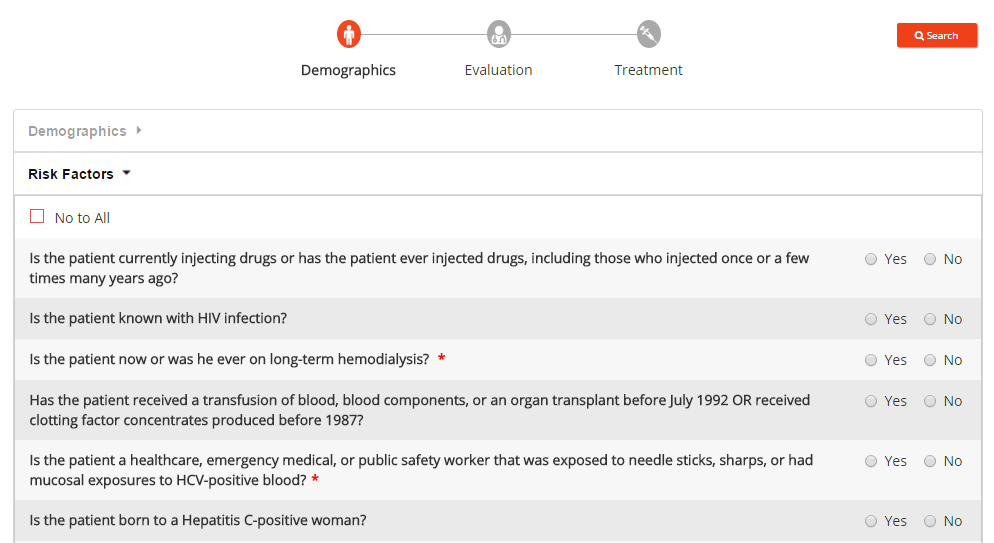 Search
Demographics
Evaluation
Treatment
Demographics
Risk Factors
No to All
Is the patient currently injecting drugs or has the patient ever injected drugs, including those who injected once or a few
times many years ago?
Yes
No
Is the patient known with HIV infection?
Yes
No
Is the patient now or was he ever on long-term hemodialysis? *
Yes
No
Has the patient received a transfusion of blood, blood components, or an organ transplant before July 1992 OR received
clotting factor concentrates produced before 1987?
Yes
No
Is the patient a healthcare, emergency medical, or public safety worker that was exposed to needle sticks, sharps, or had
mucosal exposures to HCV-positive blood? *
Yes
No
Is the patient born to a Hepatitis C-positive woman?
Yes
No